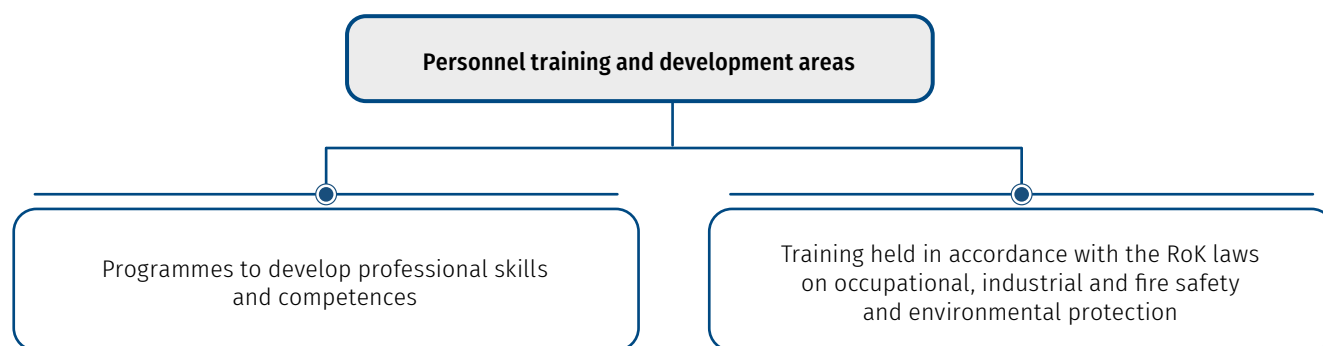 Personnel training and development areas
Programmes to develop professional skills
and competences
Training held in accordance with the RoK laws
on occupational, industrial and fire safety
and environmental protection